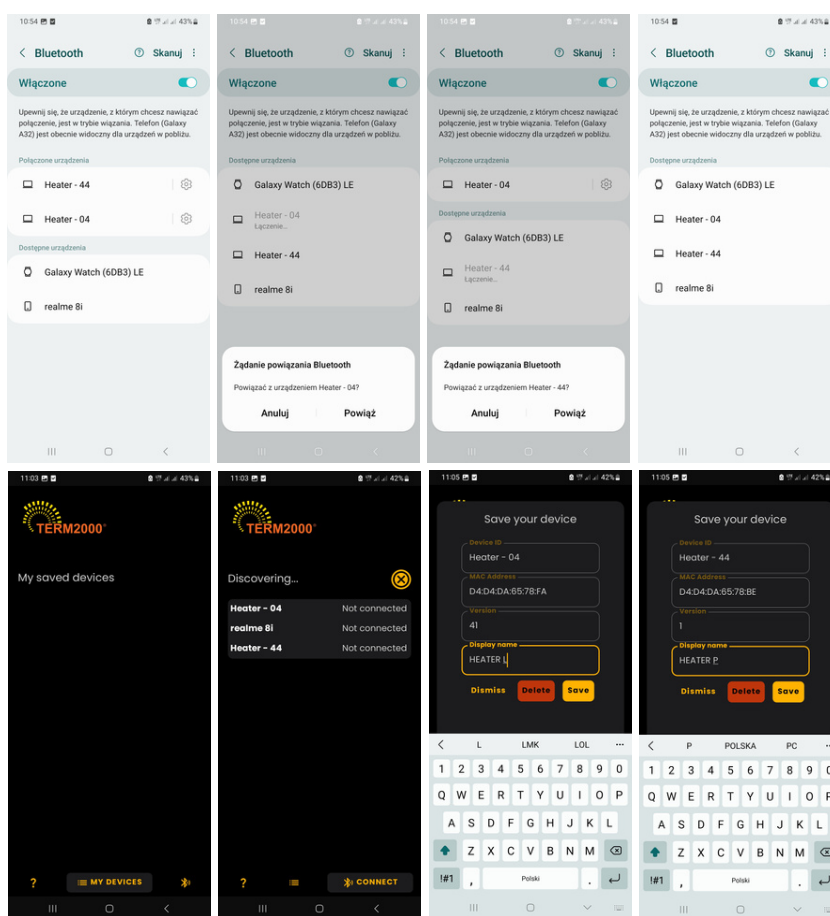 10:54 43%
Bluetooth Skanuj
Włączone
Upewnij się, że urządzenie, z którym chcesz nawiązać
połączenie, jest w trybie wiązania. Telefon (Galaxy
A32) jest obecnie widoczny dla urządzeń w pobliżu.
Połączone urządzenia
Heater - 44
Heater - 04
Dostępne urządzenia
Galaxy Watch (6DB3) LE
realme 8i
10:54 43%
Bluetooth Skanuj
Włączone
Upewnij się, że urządzenie, z którym chcesz nawiązać
połączenie, jest w trybie wiązania. Telefon (Galaxy
A32) jest obecnie widoczny dla urządzeń w pobliżu.
Dostępne urządzenia
Galaxy Watch (6DB3) LE
Heater - 04
Łączenie...
Heater - 44
realme 8i
Żądanie powiązania Bluetooth
Powiązać z urządzeniem Heater - 04?
Anuluj Powiąż
10:54 43%
Bluetooth Skanuj
Włączone
Upewnij się, że urządzenie, z którym chcesz nawiązać
połączenie, jest w trybie wiązania. Telefon (Galaxy
A32) jest obecnie widoczny dla urządzeń w pobliżu.
Połączone urządzenia
Heater - 04
Dostępne urządzenia
Galaxy Watch (6DB3) LE
Heater - 44
Łączenie...
realme 8i
Żądanie powiązania Bluetooth
Powiązać z urządzeniem Heater - 44?
Anuluj Powiąż
10:54 43%
Bluetooth Skanuj
Włączone
Upewnij się, że urządzenie, z którym chcesz nawiązać
połączenie, jest w trybie wiązania. Telefon (Galaxy
A32) jest obecnie widoczny dla urządzeń w pobliżu.
Dostępne urządzenia
Galaxy Watch (6DB3) LE
Heater - 04
Heater - 44
realme 8i
11:03 43%
TERM2000
My saved devices
? MY DEVICES
11:03 42%
TERM2000
Discovering...
Heater - 04 Not connected
realme 8i Not connected
Heater - 44 Not connected
? CONNECT
11:05 42%
Save your device
Device ID
Heater - 04
MAC Address
D4:D4:DA:65:78:FA
Version
41
Display name
HEATER L
Dismiss Delete Save
L LMK LOL ...
1 2 3 4 5 6 7 8 9 0
Q W E R T Y U I O P
A S D F G H J K L
Z X C V B N M
!#1 , Polski .
11:05 42%
Save your device
Device ID
Heater - 44
MAC Address
D4:D4:DA:65:78:BE
Version
1
Display name
HEATER P
Dismiss Delete Save
P POLSKA PC
1 2 3 4 5 6 7 8 9 0
Q W E R T Y U I O P
A S D F G H J K L
Z X C V B N M
!#1 , Polski .